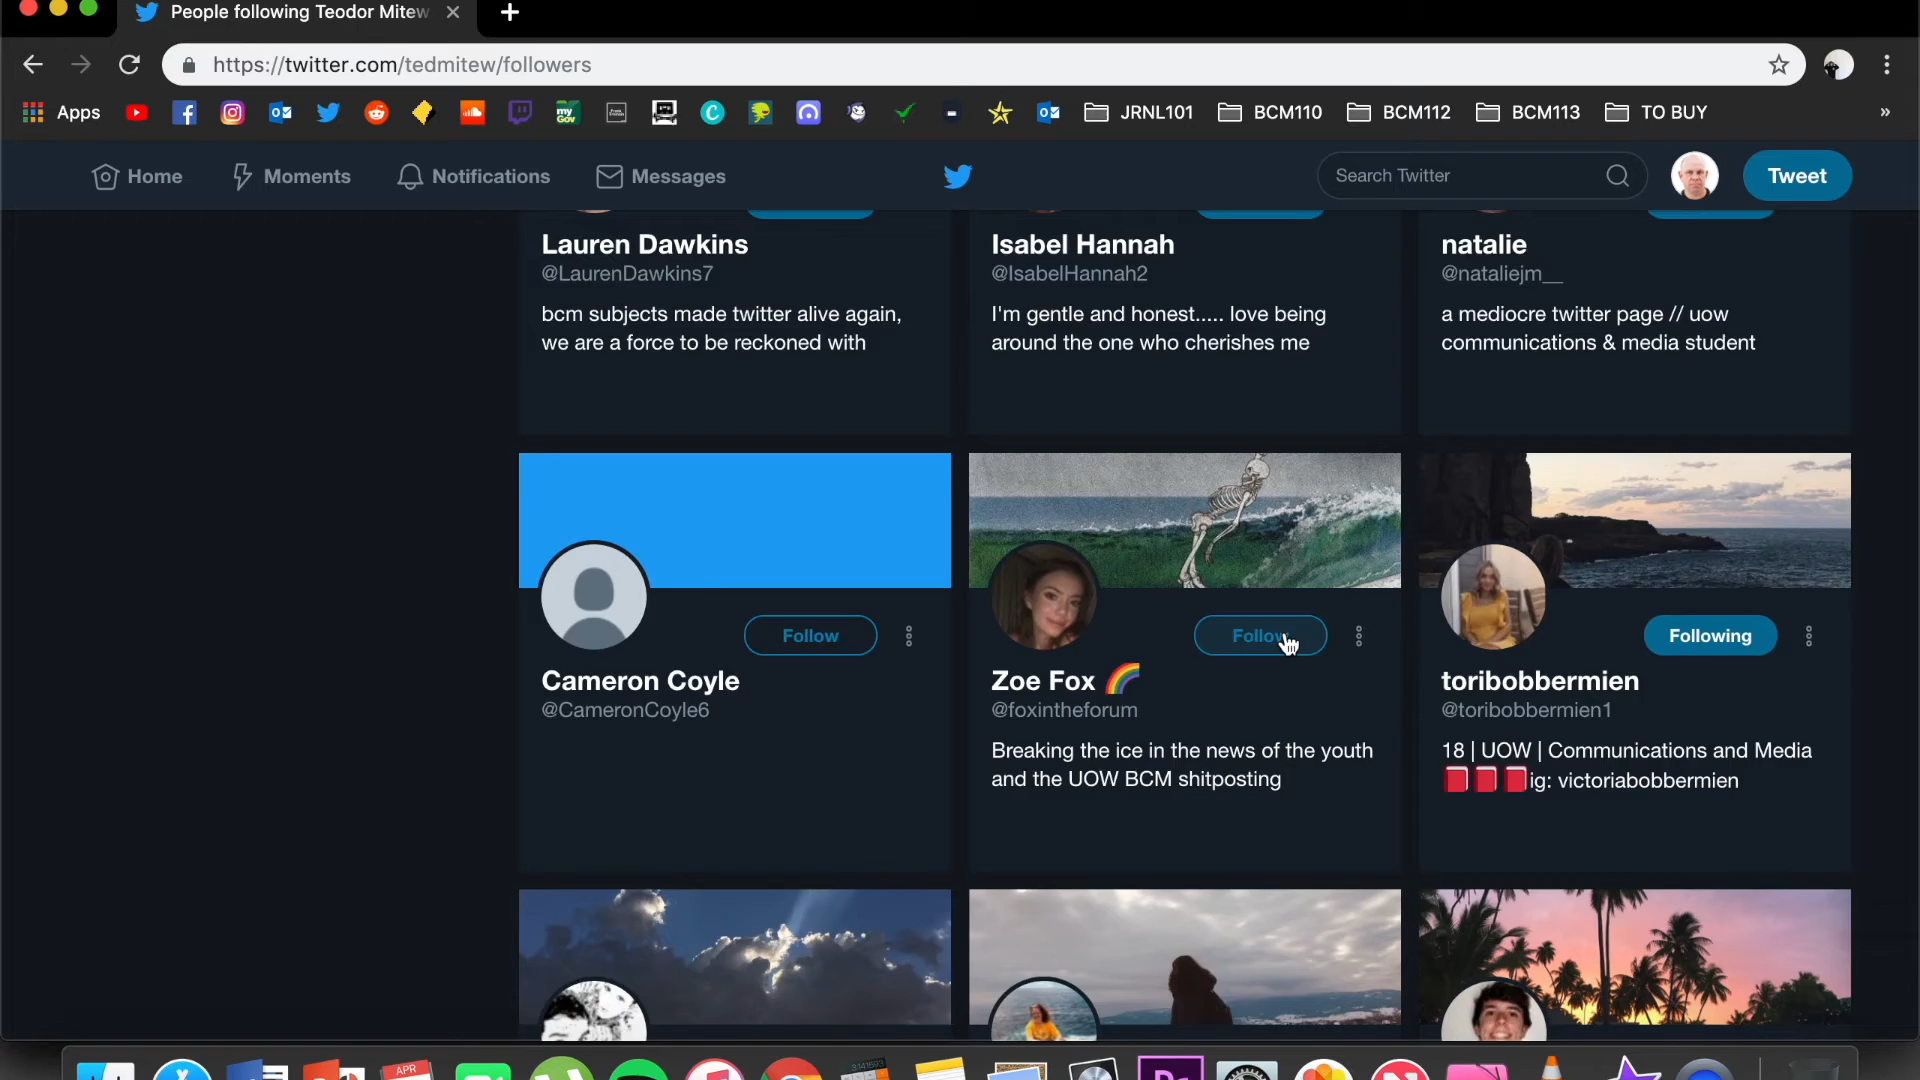 People following Teodor Mitew
https://twitter.com/tedmitew/followers
Apps
my
Gov
JRNL101
BCM110
BCM112
BCM113
TO BUY
»
Home
Moments
Notifications
Messages
Search Twitter
Tweet
Lauren Dawkins
@LaurenDawkins7
bcm subjects made twitter alive again,
we are a force to be reckoned with
Isabel Hannah
@IsabelHannah2
I'm gentle and honest..... love being
around the one who cherishes me
natalie
@nataliejm__
a mediocre twitter page // uow
communications & media student
Follow
Cameron Coyle
@CameronCoyle6
Follow
Zoe Fox 🌈
@foxintheforum
Breaking the ice in the news of the youth
and the UOW BCM shitposting
Following
toribobbermien
@toribobbermien1
18 | UOW | Communications and Media
📕📕📕ig: victoriabobbermien
APR